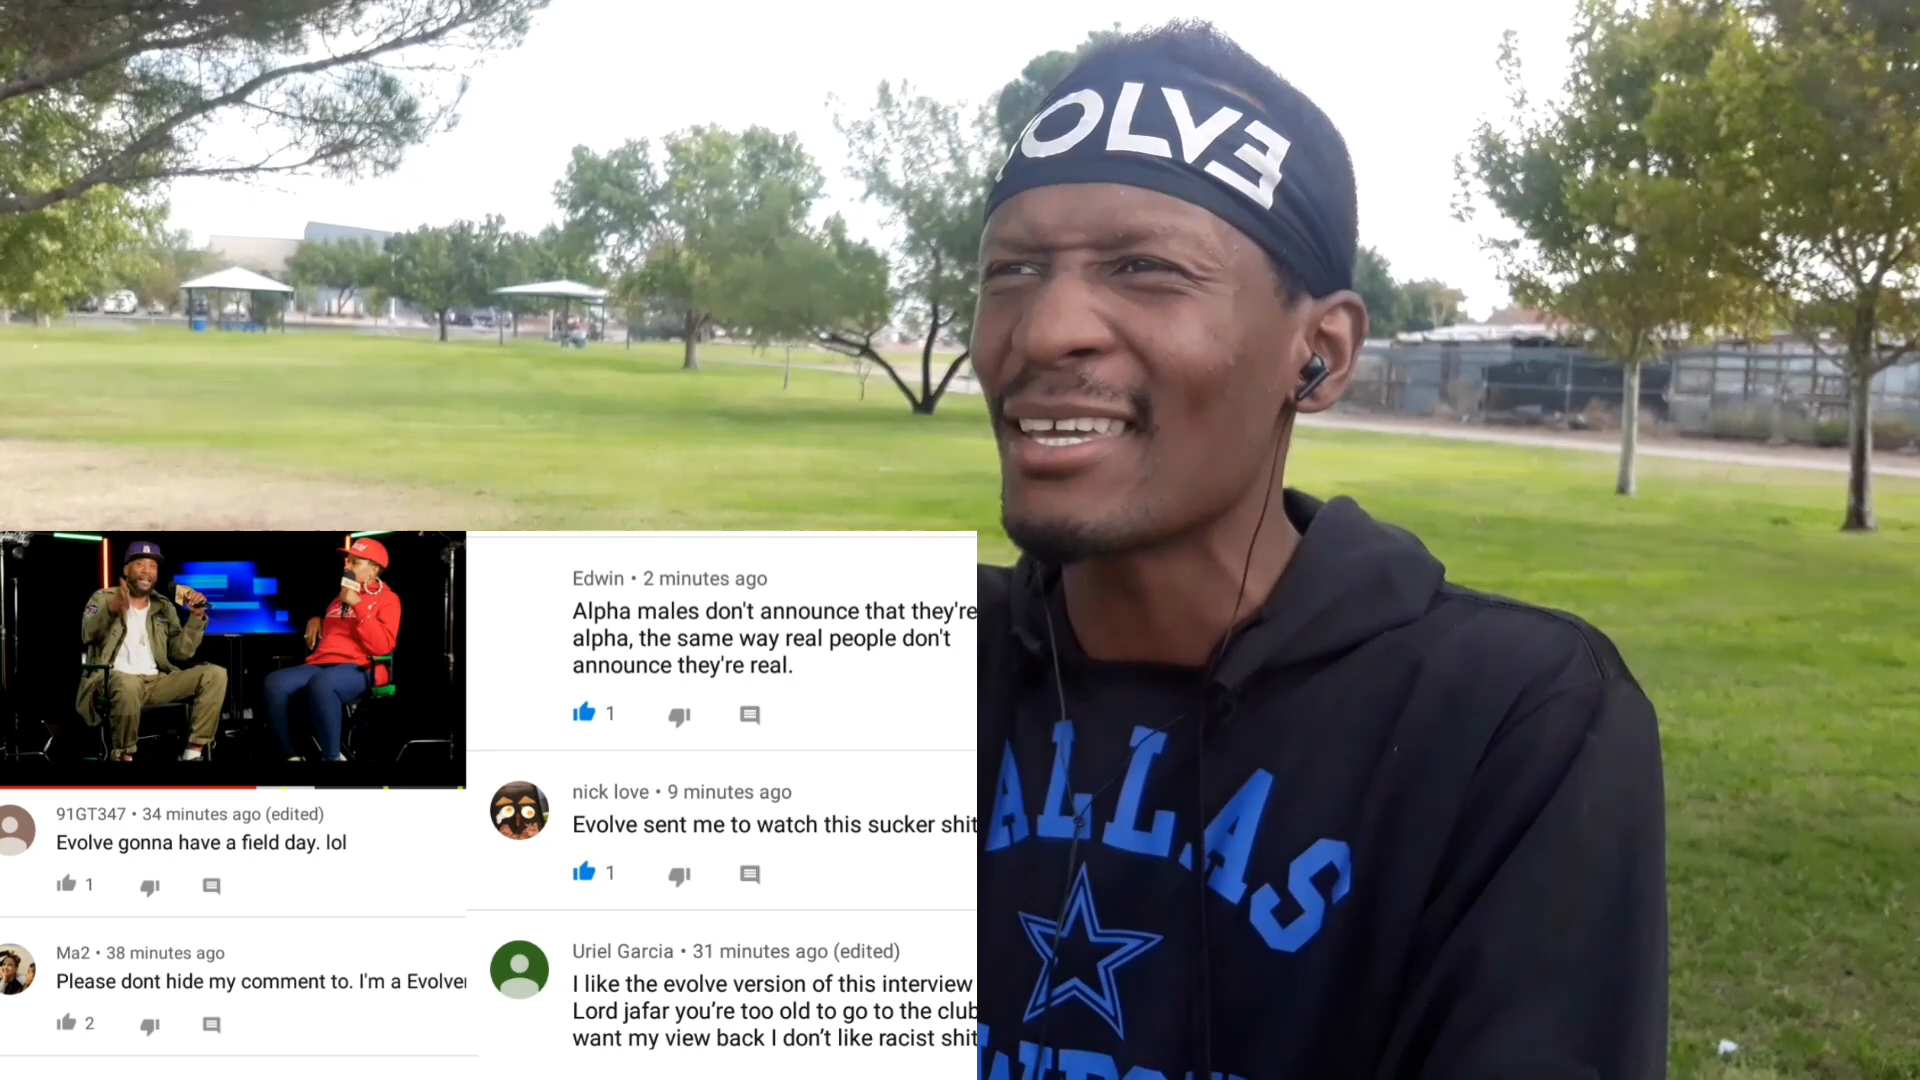 OLVE
ALLAS
Edwin • 2 minutes ago
Alpha males don't announce that they're
alpha, the same way real people don't
announce they're real.
1
nick love • 9 minutes ago
Evolve sent me to watch this sucker shit
1
Uriel Garcia • 31 minutes ago (edited)
I like the evolve version of this interview
Lord jafar you’re too old to go to the club
want my view back I don’t like racist shit
91GT347 • 34 minutes ago (edited)
Evolve gonna have a field day. lol
1
Ma2 • 38 minutes ago
Please dont hide my comment to. I'm a Evolver
2